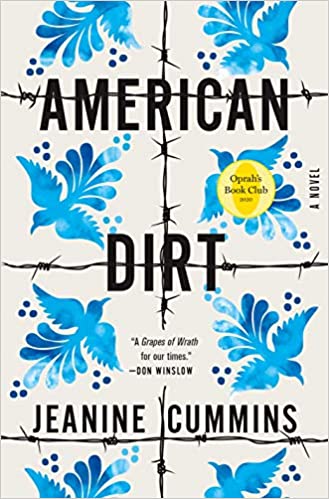 AMERICAN
Oprah's
Book Club
2020
A NOVEL
DIRT
"A Grapes of Wrath
for our times."
—DON WINSLOW
JEANINE CUMMINS